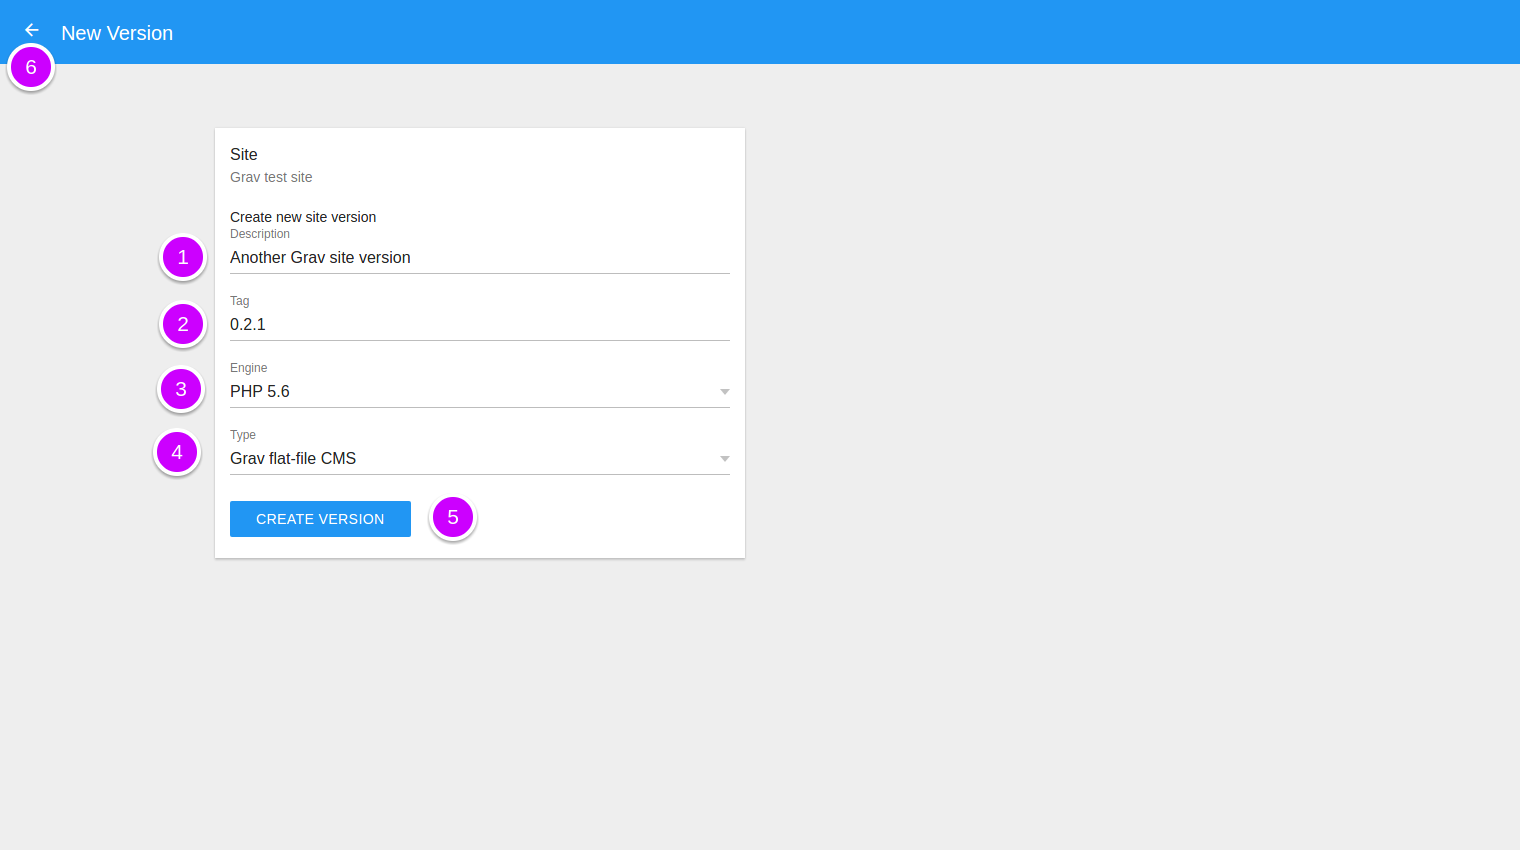 New Version
6
Site
Grav test site
Create new site version
Description
1
Another Grav site version
Tag
2
0.2.1
Engine
3
PHP 5.6
Type
4
Grav flat-file CMS
CREATE VERSION
5